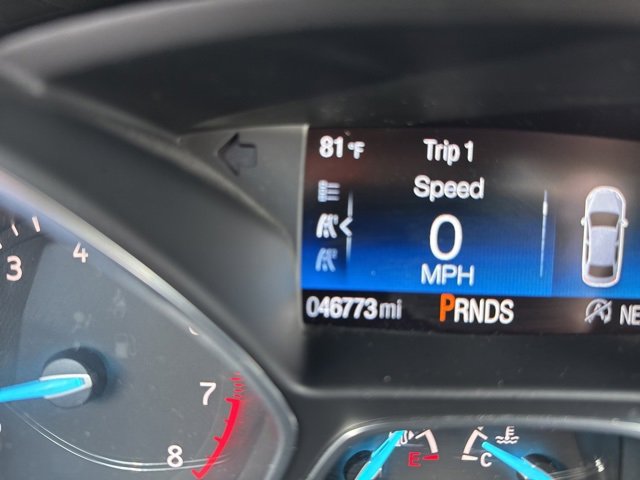 81°F Trip 1
Speed
0
MPH
046773mi PRNDS
3 4
7
8
E C